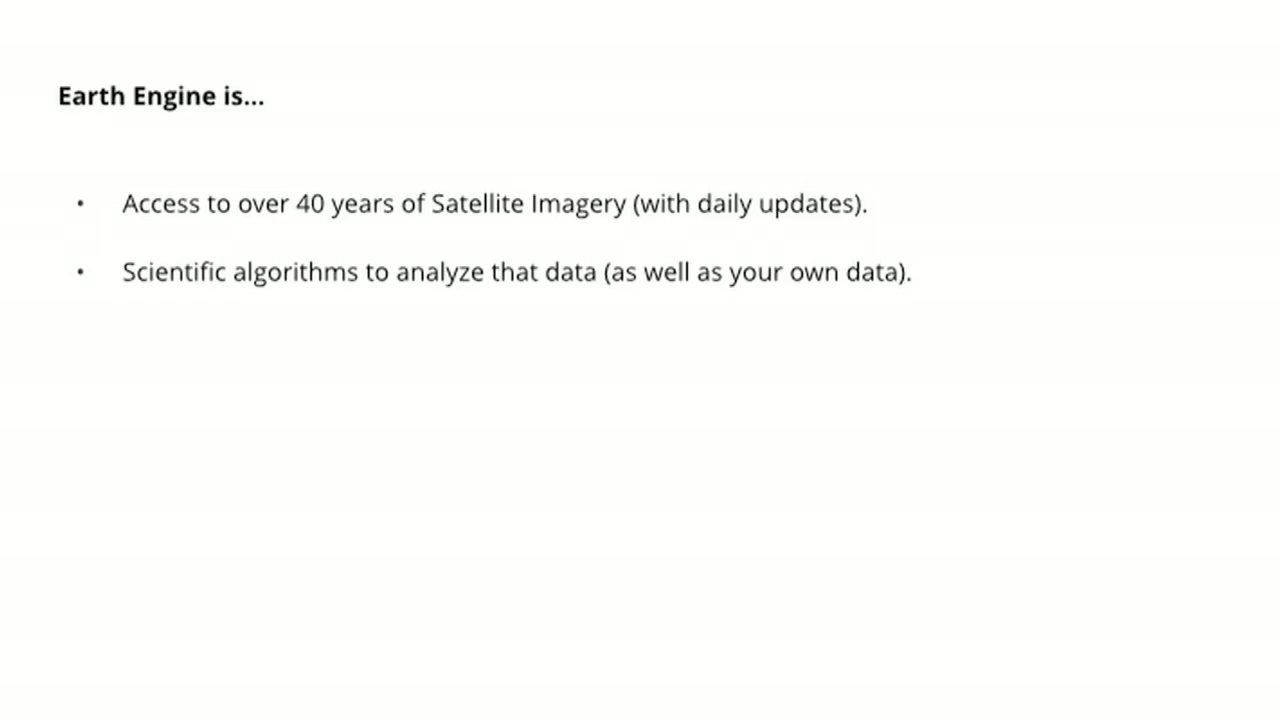 Earth Engine is...
• Access to over 40 years of Satellite Imagery (with daily updates).
• Scientific algorithms to analyze that data (as well as your own data).